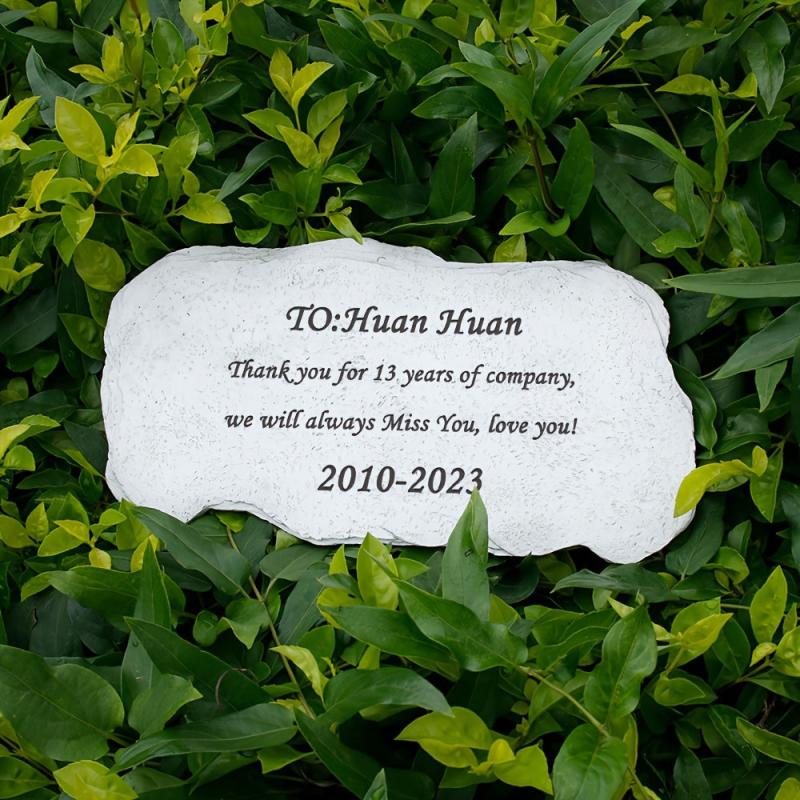 TO:Huan Huan
Thank you for 13 years of company,
we will always Miss You, love you!
2010-2023